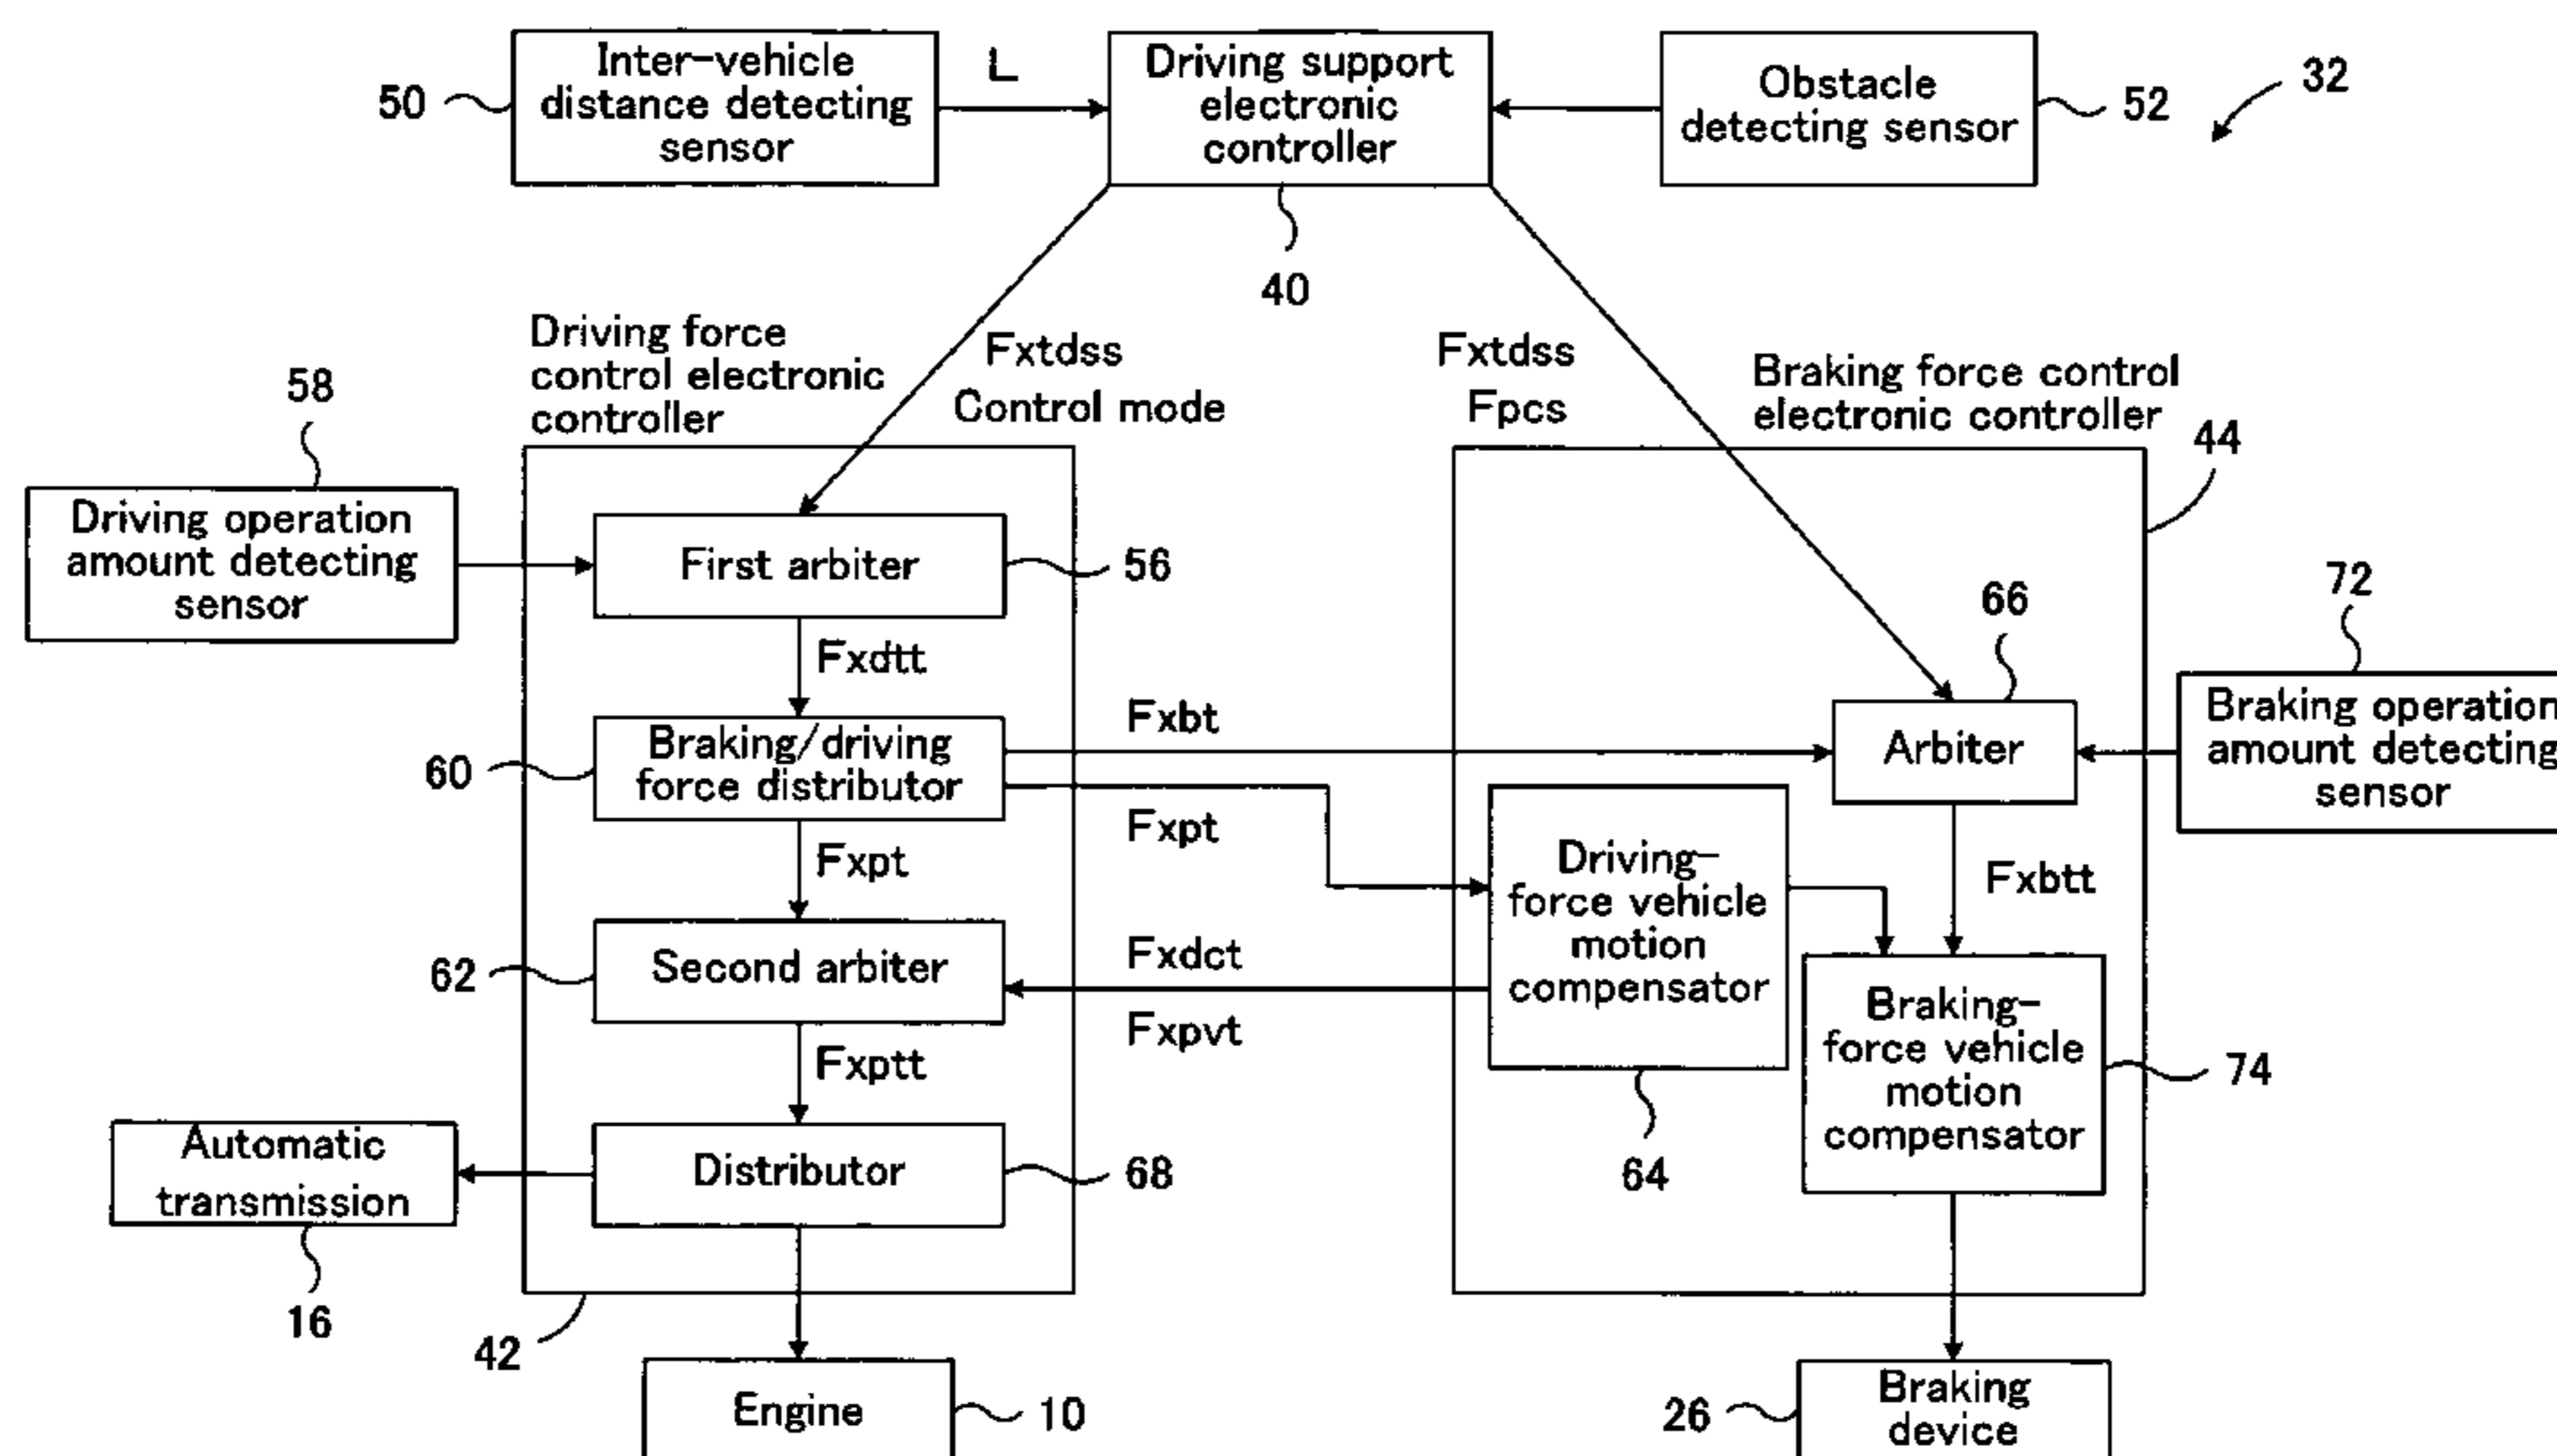 Inter-vehicle
distance detecting
sensor
50
L
Driving support
electronic
controller
40
Obstacle
detecting sensor
52
32
Driving force
control electronic
controller
Fxtdss
Control mode
Fxtdss
Fpcs
Braking force control
electronic controller
44
58
Driving operation
amount detecting
sensor
First arbiter
56
72
66
Fxdtt
Braking operation
amount detecting
sensor
Arbiter
Fxbt
60
Braking/driving
force distributor
Fxpt
Fxpt
Driving-
force vehicle
motion
compensator
64
Fxbtt
62
Second arbiter
Fxdct
Fxpvt
Braking-
force vehicle
motion
compensator
74
Fxptt
Automatic
transmission
16
Distributor
68
42
Engine
10
26
Braking
device